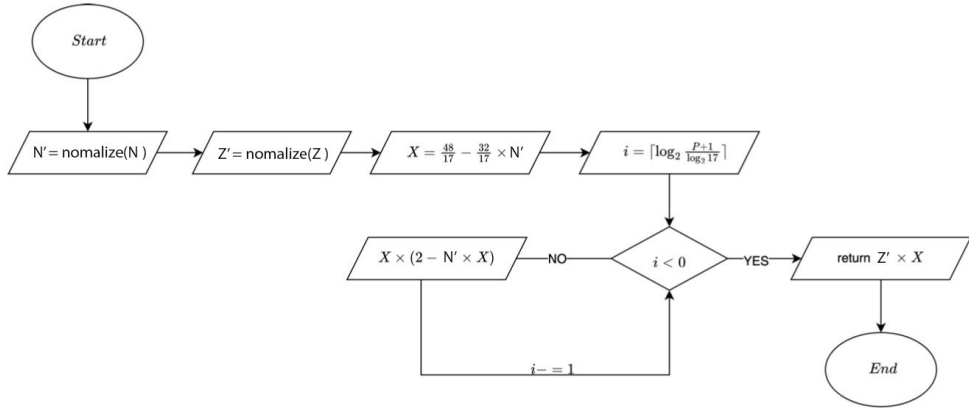 Start
N′ = nomalize(N )
Z′ = nomalize(Z )
X = 48/17 − 32/17 × N′
i = ⌈log₂ P+1/log₂ 17⌉
X × (2 − N′ × X)
NO
i < 0
YES
return Z′ × X
i− = 1
End